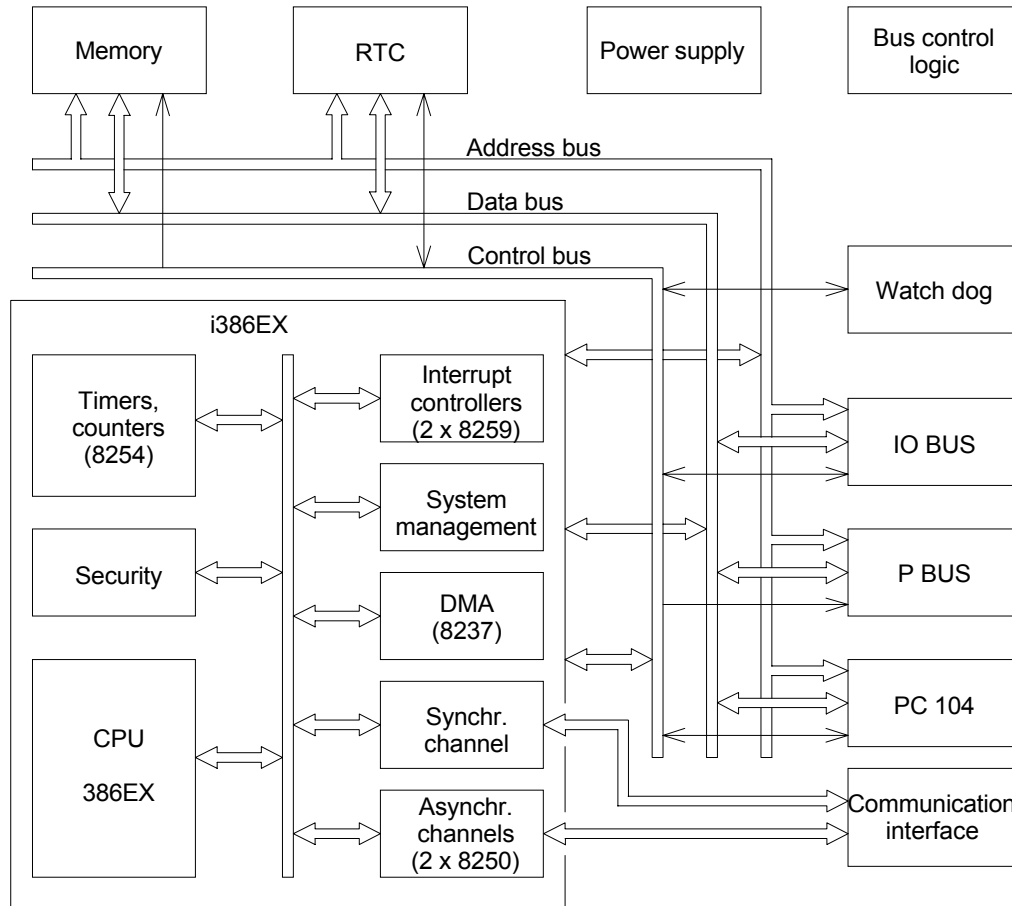 Memory
RTC
Power supply
Bus control
logic
Address bus
Data bus
Control bus
Watch dog
i386EX
Timers,
counters
(8254)
Interrupt
controllers
(2 x 8259)
IO BUS
System
management
Security
P BUS
DMA
(8237)
CPU
386EX
Synchr.
channel
PC 104
Asynchr.
channels
(2 x 8250)
Communication
interface